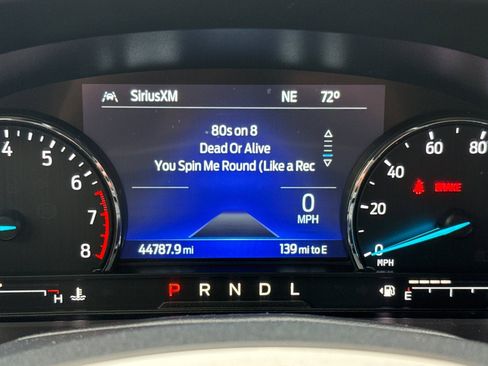 SiriusXM NE 72°
80s on 8
Dead Or Alive
You Spin Me Round (Like a Rec
0
MPH
44787.9 mi 139 mi to E
4
5
6
7
8
H
P R N D L
80
60
40
20
0
MPH
BRAKE
E